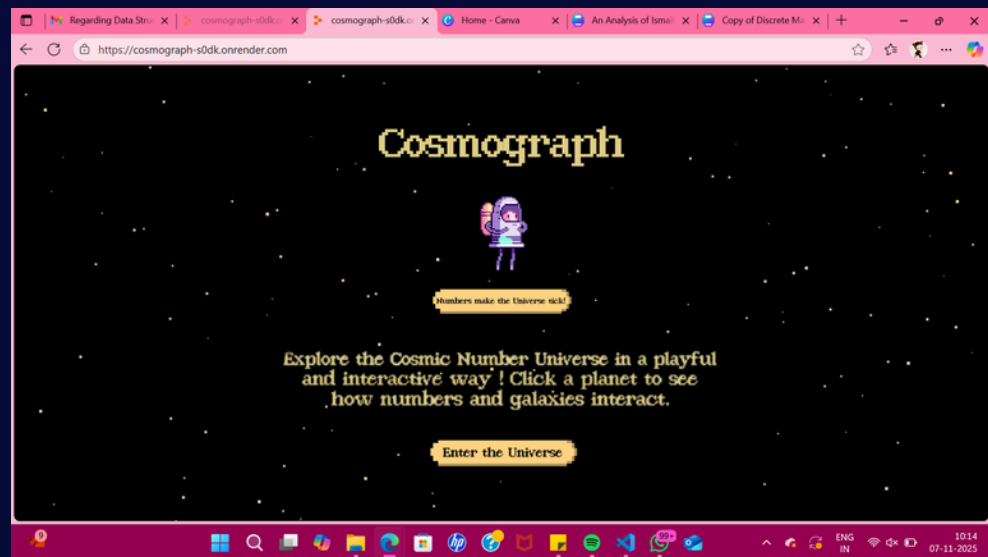 Regarding Data Stru
cosmograph-s0dk.o
cosmograph-s0dk.or
Home - Canva
An Analysis of Ismai
Copy of Discrete Ma
https://cosmograph-s0dk.onrender.com
Cosmograph
Numbers make the Universe tick!
Explore the Cosmic Number Universe in a playful
and interactive way ! Click a planet to see
how numbers and galaxies interact.
Enter the Universe
9
99+
ENG
IN
10:14
07-11-2025